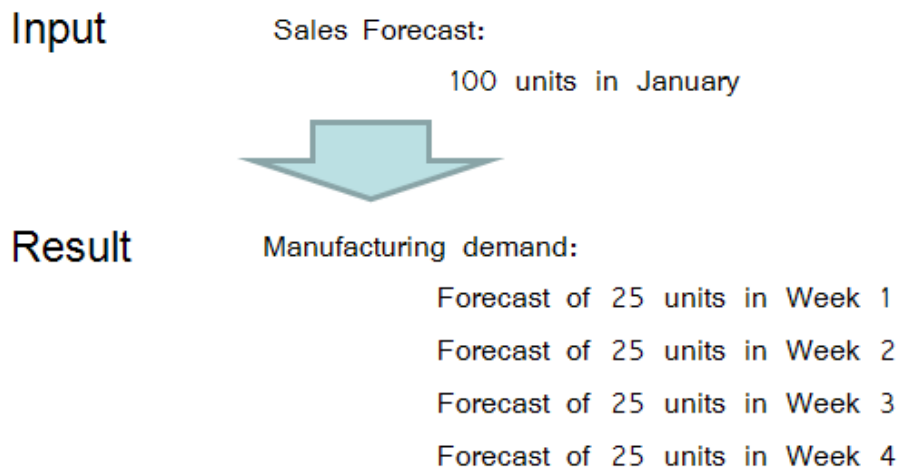 Input
Sales Forecast:
100 units in January
Result
Manufacturing demand:
Forecast of 25 units in Week 1
Forecast of 25 units in Week 2
Forecast of 25 units in Week 3
Forecast of 25 units in Week 4